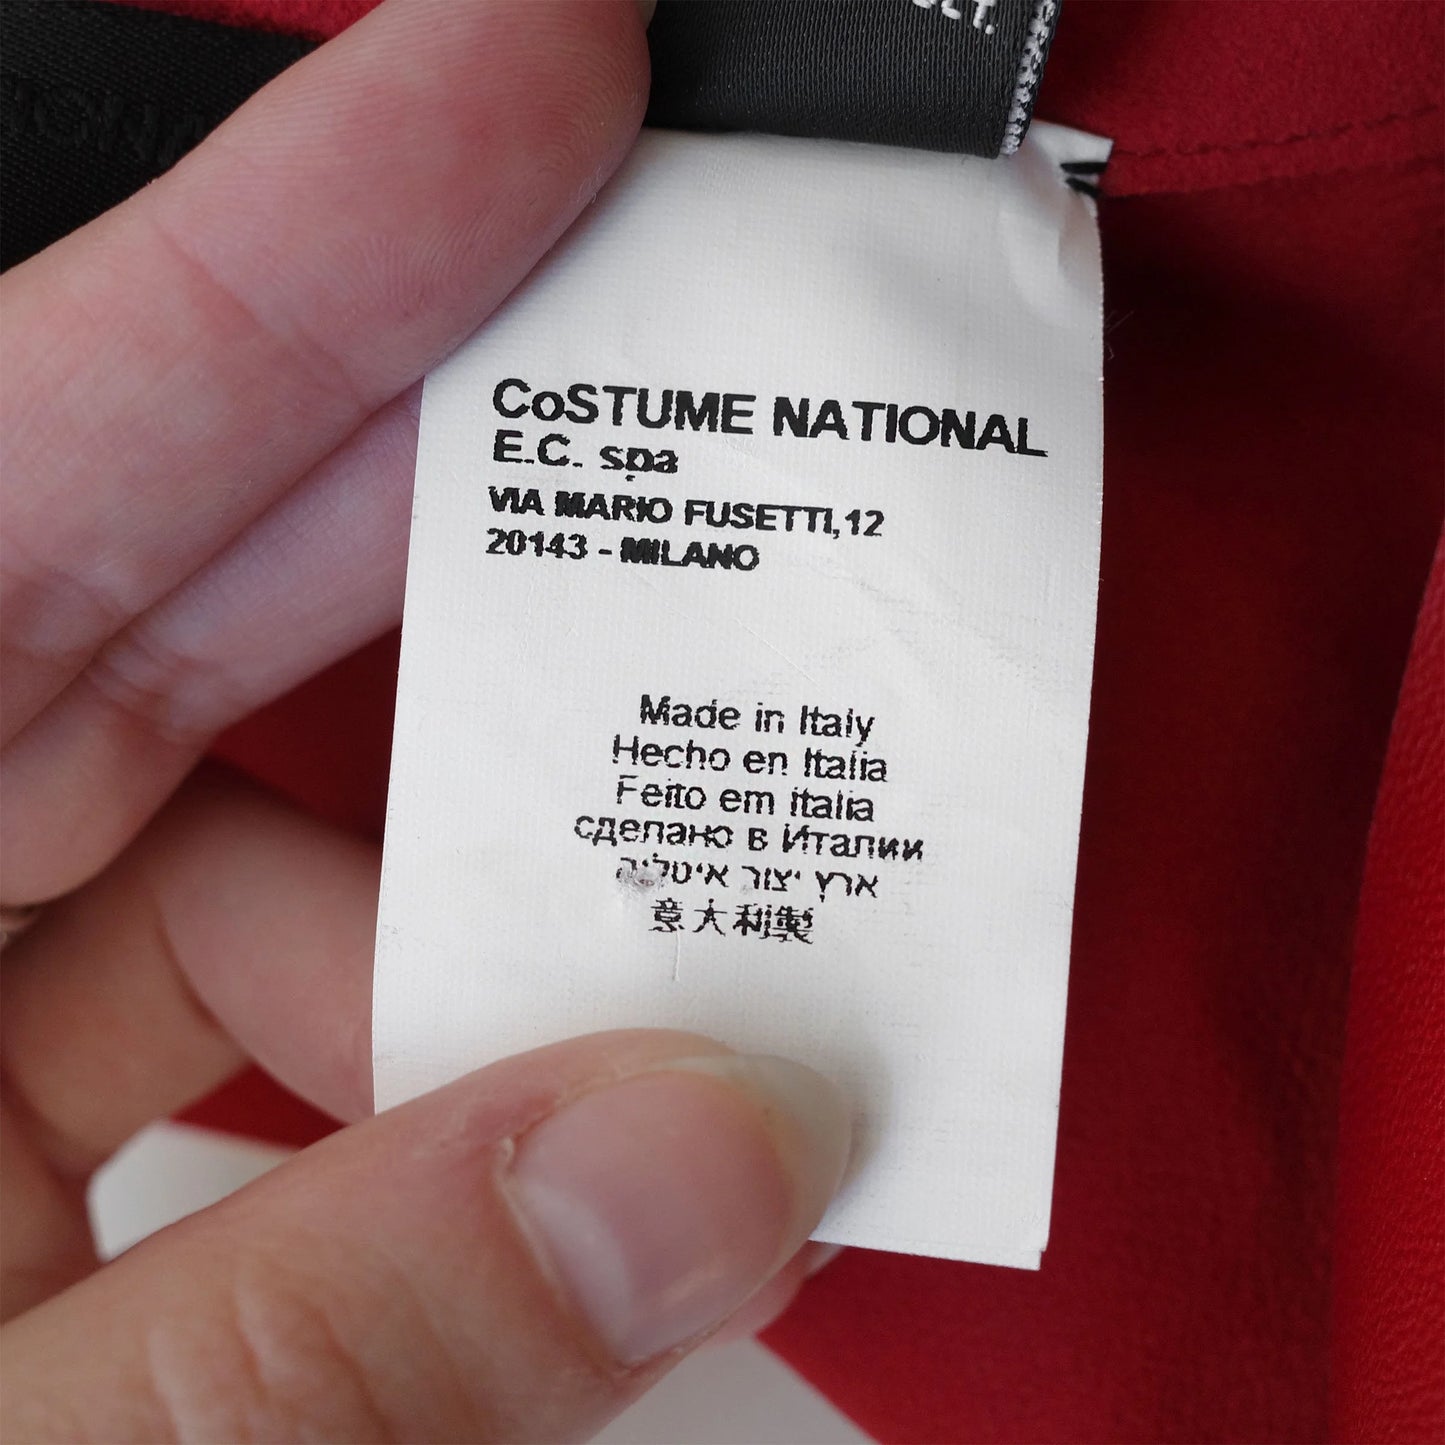 CoSTUME NATIONAL
E.C. spa
VIA MARIO FUSETTI,12
20143 - MILANO
Made in Italy
Hecho en Italia
Feito em italia
сделано в Италии
ארץ יצור איטליה
意大利製